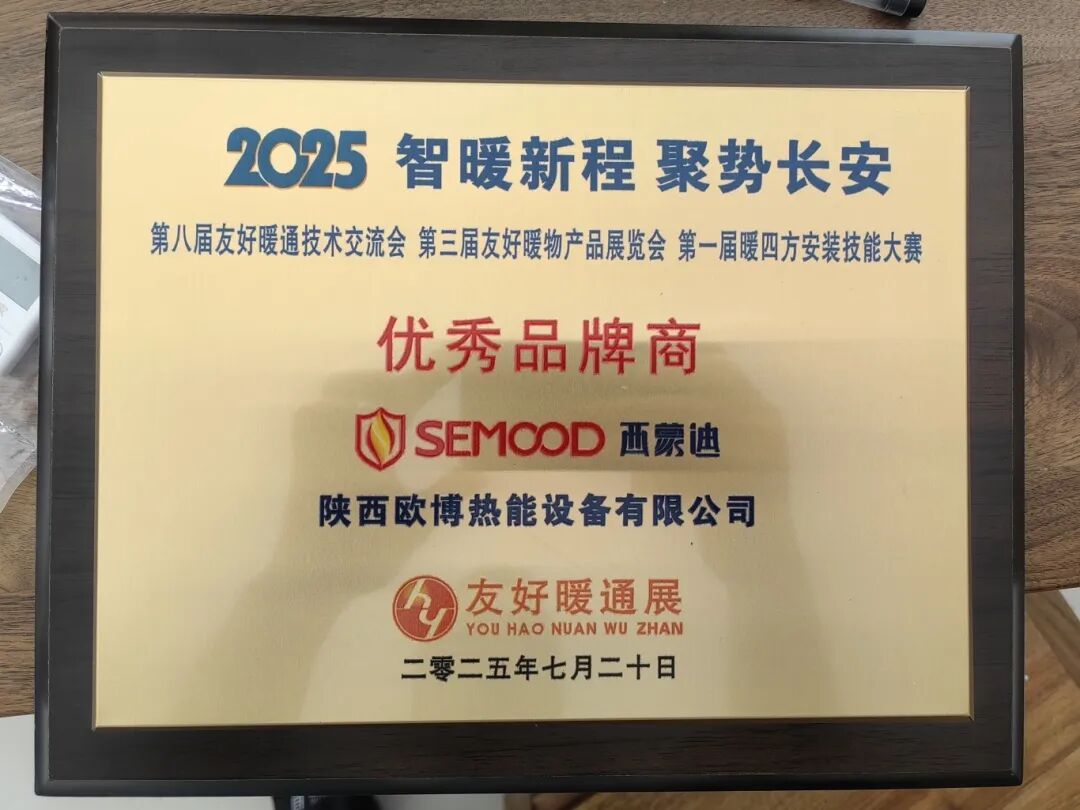 2025 智暖新程 聚势长安
第八届友好暖通技术交流会 第三届友好暖物产品展览会 第一届暖四方安装技能大赛
优秀品牌商
SEMOOD 西蒙迪
陕西欧博热能设备有限公司
hy 友好暖通展
YOU HAO NUAN WU ZHAN
二零二五年七月二十日